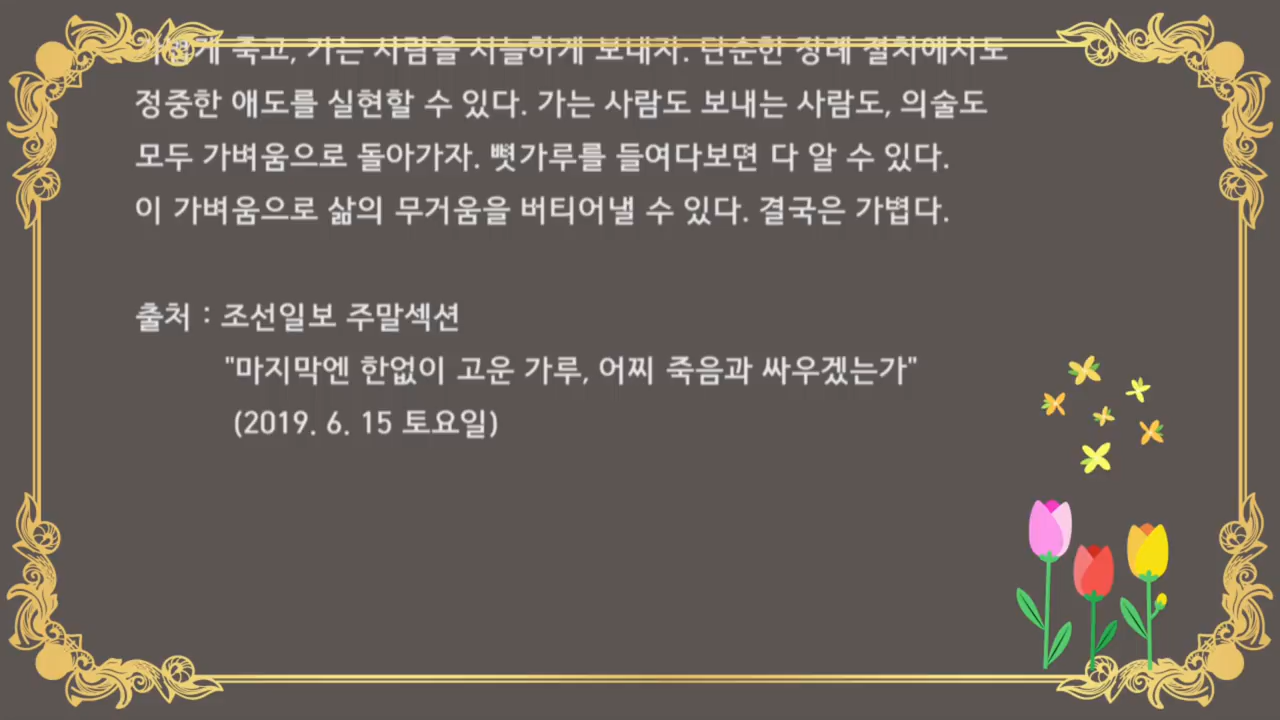 가볍게 죽고, 가는 사람을 서늘하게 보내자. 단순한 장례 절차에서도
정중한 애도를 실현할 수 있다. 가는 사람도 보내는 사람도, 의술도
모두 가벼움으로 돌아가자. 뼛가루를 들여다보면 다 알 수 있다.
이 가벼움으로 삶의 무거움을 버티어낼 수 있다. 결국은 가볍다.
출처 : 조선일보 주말섹션
"마지막엔 한없이 고운 가루, 어찌 죽음과 싸우겠는가"
(2019. 6. 15 토요일)